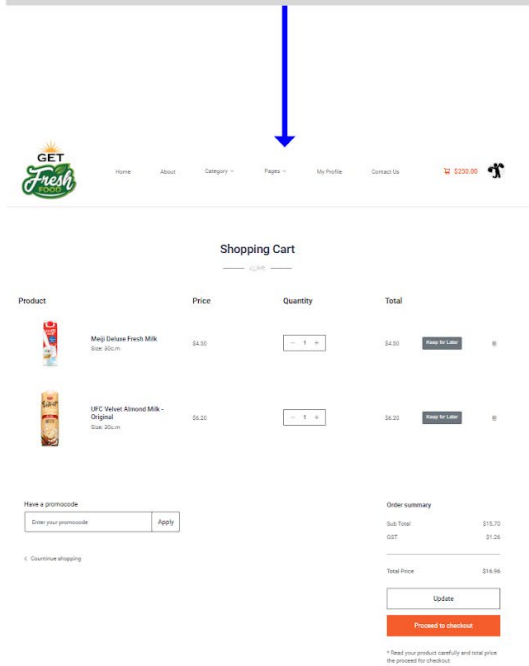 GET
Fresh
FOOD
Home About Category Pages My Profile Contact Us $250.00
Shopping Cart
Product Price Quantity Total
Meiji Deluxe Fresh Milk
Size: 30c.m
$4.50 − 1 + $4.50 Keep for Later
UFC Velvet Almond Milk -
Original
Size: 30c.m
$6.20 − 1 + $6.20 Keep for Later
Have a promocode
Enter your promocode Apply
< Countinue shopping
Order summary
Sub Total $15.70
GST $1.26
Total Price $16.96
Update
Proceed to checkout
* Read your product carefully and total price
the proceed for checkout